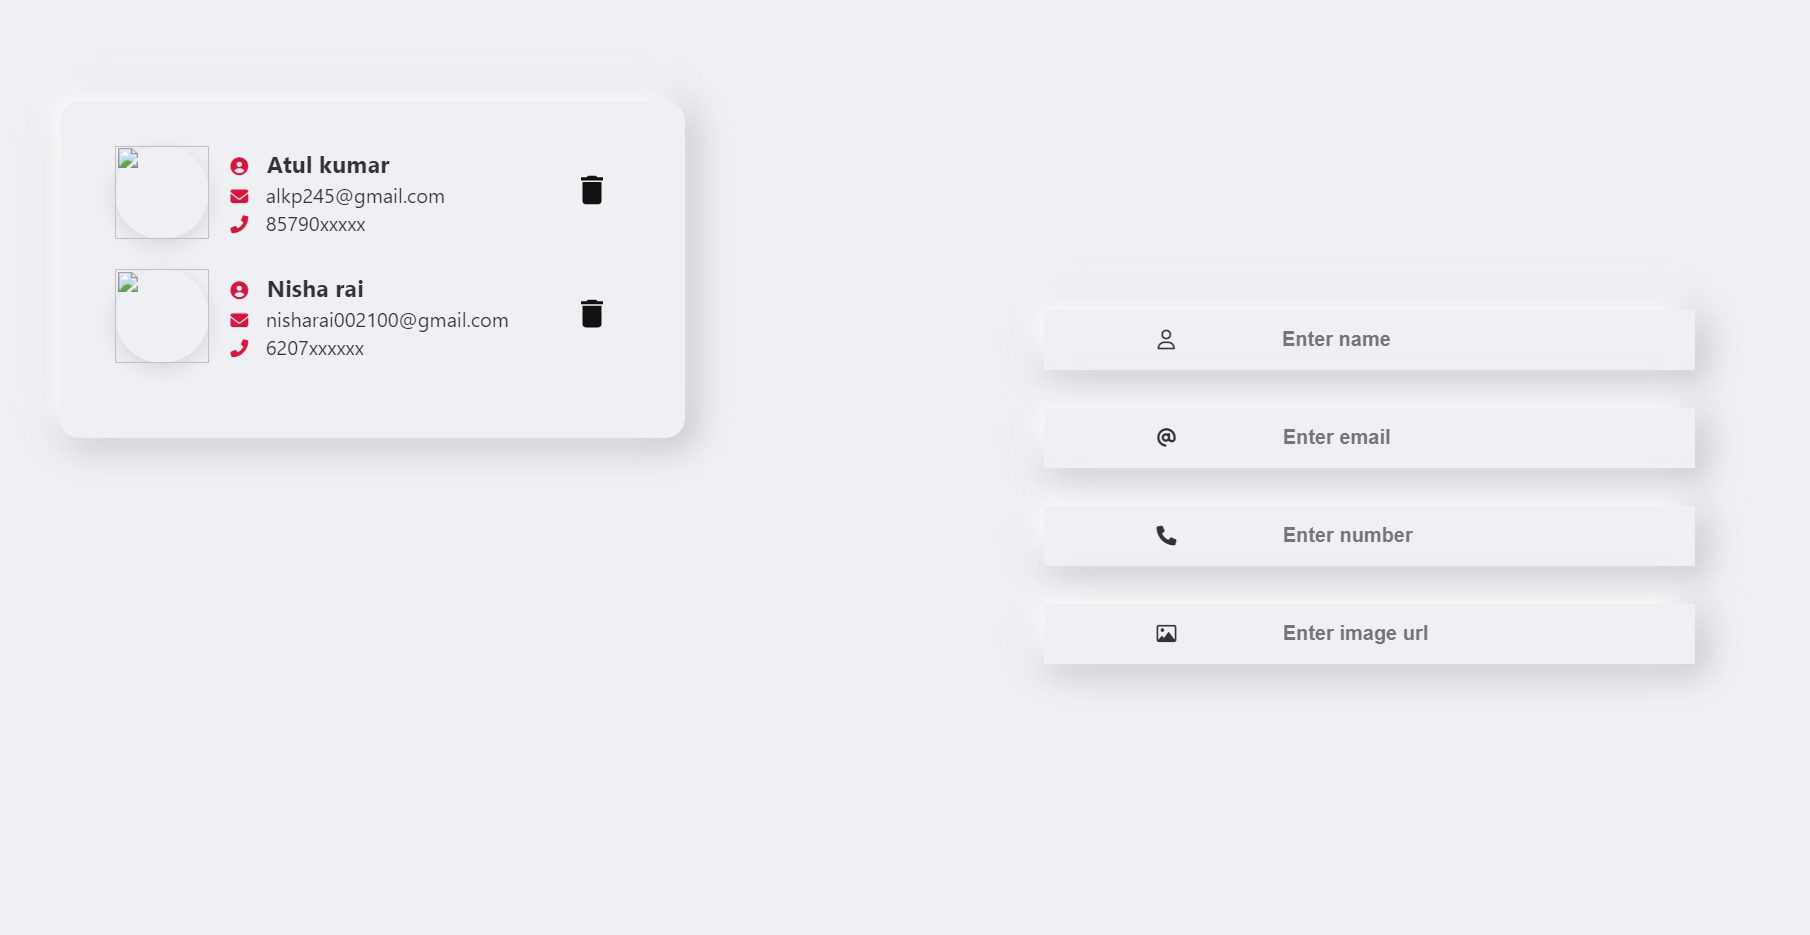 Atul kumar
alkp245@gmail.com
85790xxxxx
Nisha rai
nisharai002100@gmail.com
6207xxxxxx
Enter name
Enter email
Enter number
Enter image url